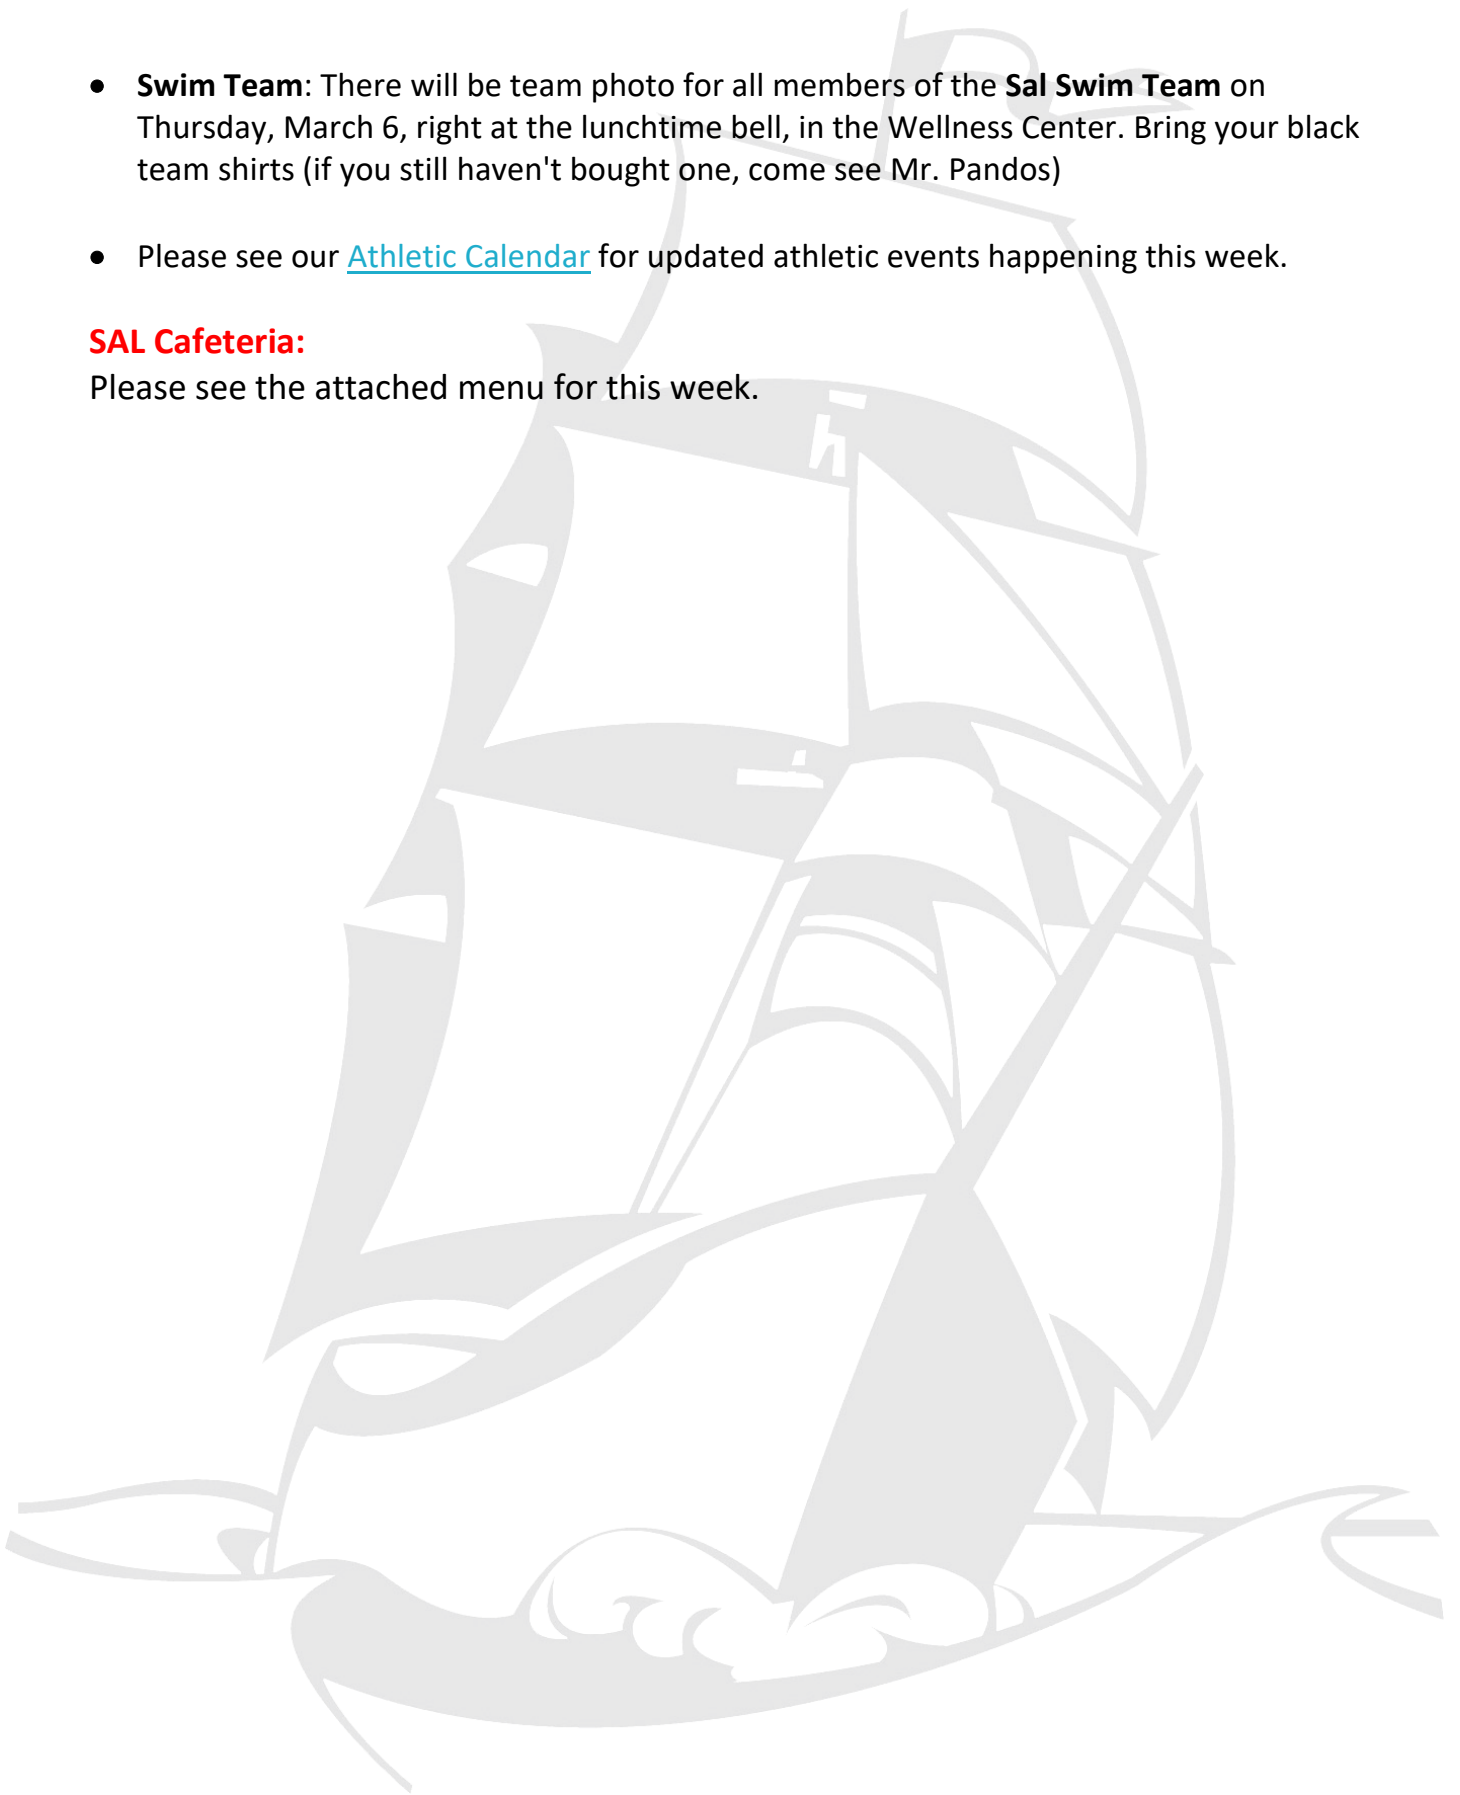 • Swim Team: There will be team photo for all members of the Sal Swim Team on
Thursday, March 6, right at the lunchtime bell, in the Wellness Center. Bring your black
team shirts (if you still haven't bought one, come see Mr. Pandos)
• Please see our Athletic Calendar for updated athletic events happening this week.
SAL Cafeteria:
Please see the attached menu for this week.